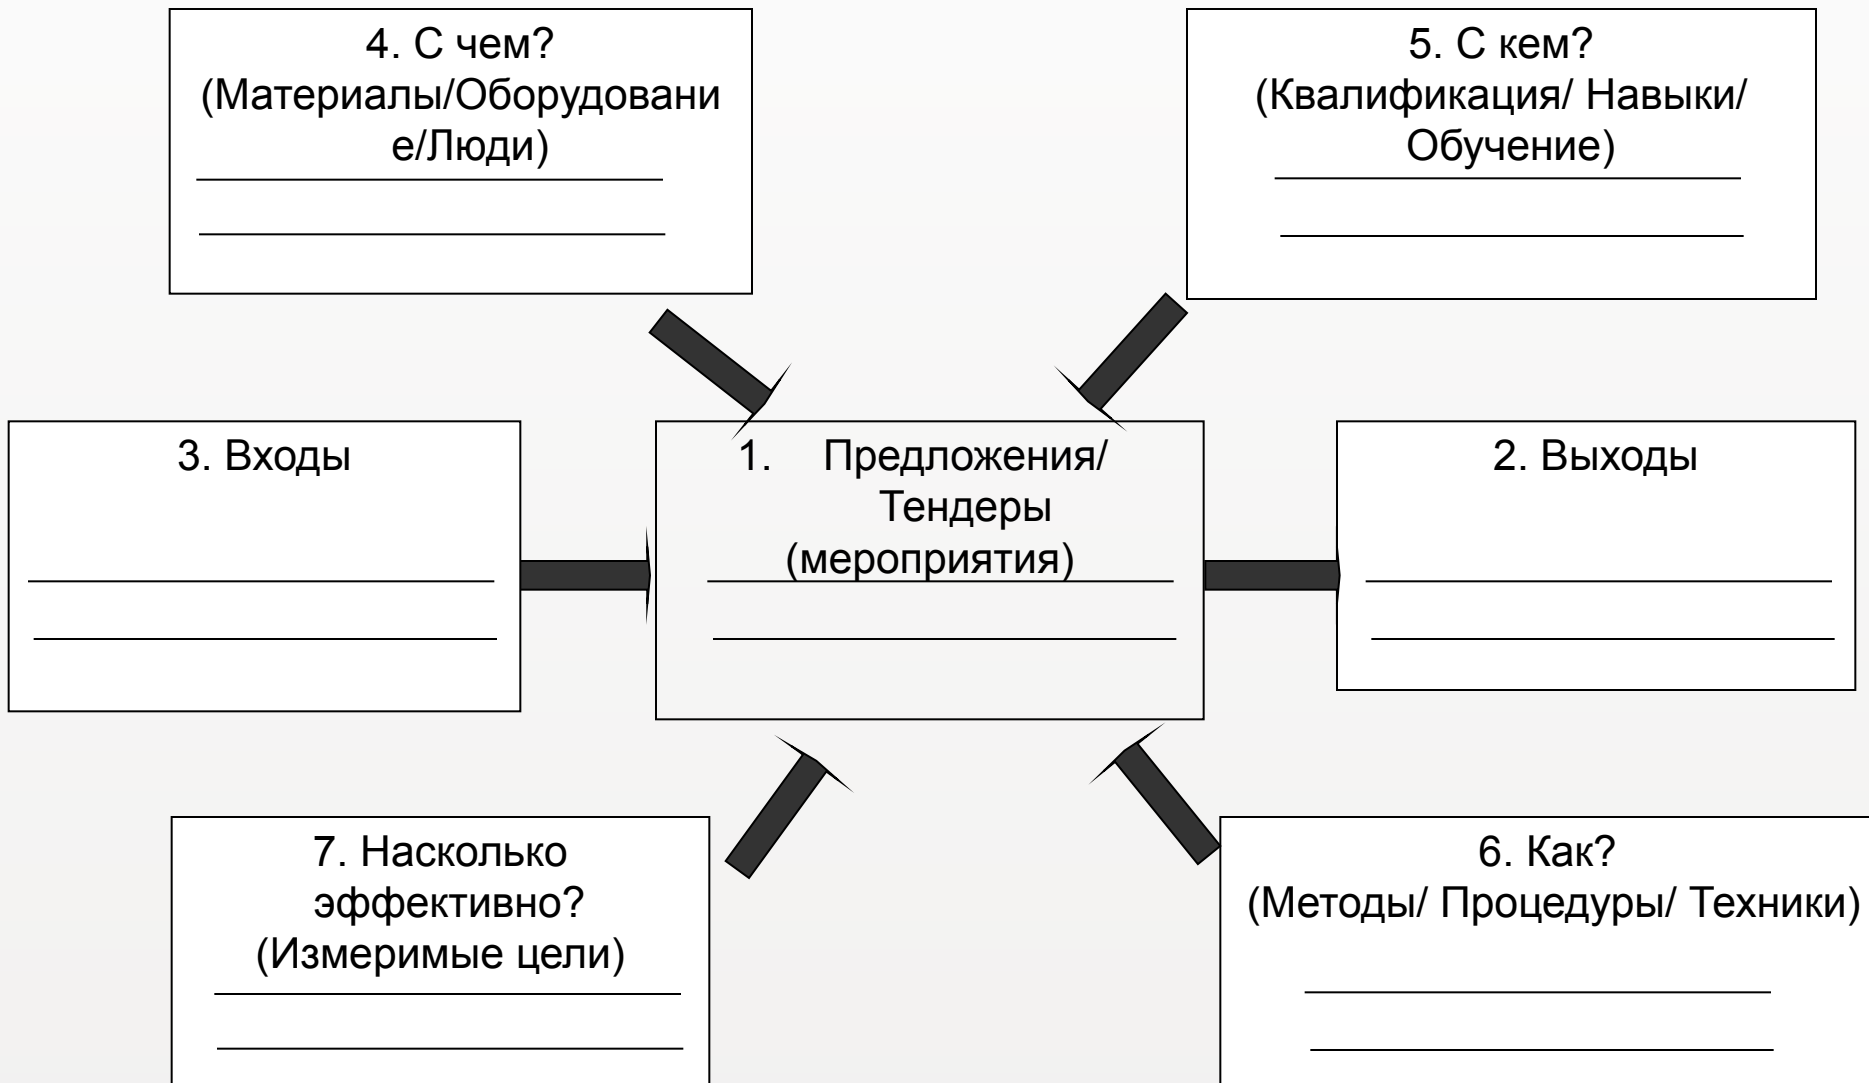 4. С чем?
(Материалы/Оборудовани
е/Люди)
5. С кем?
(Квалификация/ Навыки/
Обучение)
3. Входы
1. Предложения/
Тендеры
(мероприятия)
2. Выходы
7. Насколько
эффективно?
(Измеримые цели)
6. Как?
(Методы/ Процедуры/ Техники)